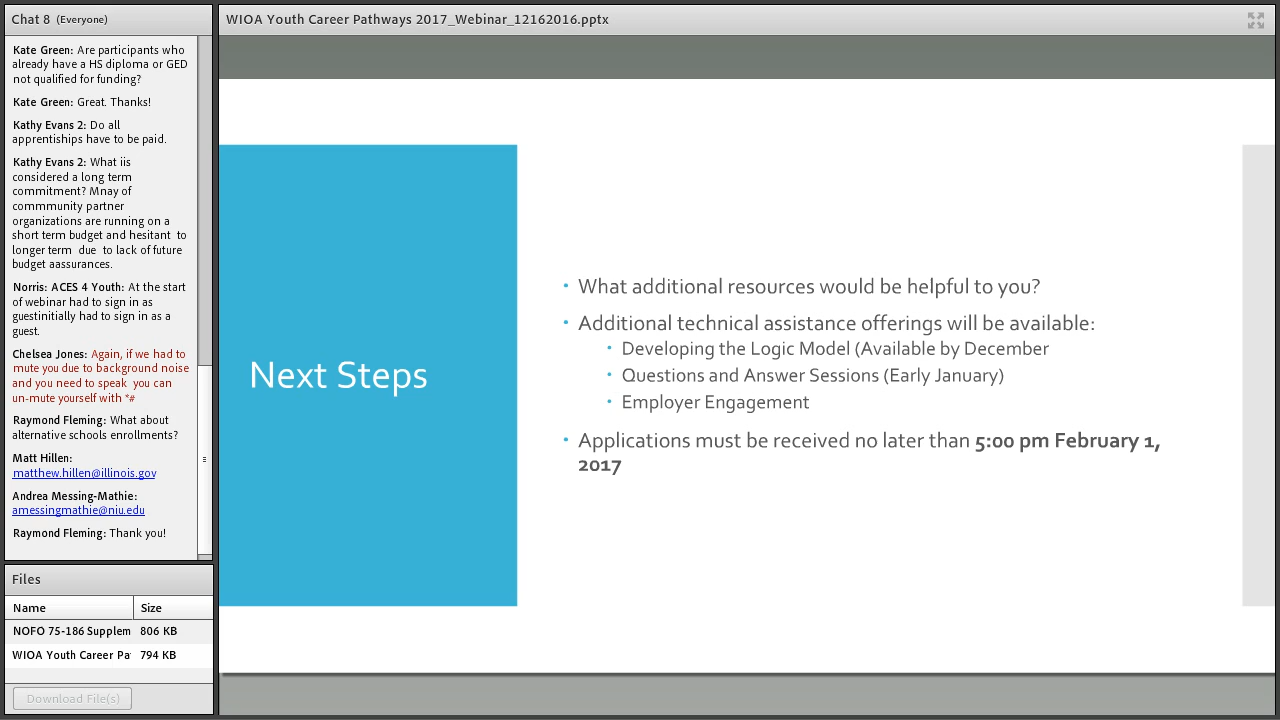 Chat 8 (Everyone)
Kate Green: Are participants who
already have a HS diploma or GED
not qualified for funding?
Kate Green: Great. Thanks!
Kathy Evans 2: Do all
apprentiships have to be paid.
Kathy Evans 2: What iis
considered a long term
commitment? Mnay of
commmunity partner
organizations are running on a
short term budget and hesitant to
longer term due to lack of future
budget aassurances.
Norris: ACES 4 Youth: At the start
of webinar had to sign in as
guestinitially had to sign in as a
guest.
Chelsea Jones: Again, if we had to
mute you due to background noise
and you need to speak you can
un-mute yourself with *#
Raymond Fleming: What about
alternative schools enrollments?
Matt Hillen:
matthew.hillen@illinois.gov
Andrea Messing-Mathie:
amessingmathie@niu.edu
Raymond Fleming: Thank you!
Files
Name Size
NOFO 75-186 Supplem 806 KB
WIOA Youth Career Pa 794 KB
Download File(s)
WIOA Youth Career Pathways 2017_Webinar_12162016.pptx
Next Steps
• What additional resources would be helpful to you?
• Additional technical assistance offerings will be available:
• Developing the Logic Model (Available by December
• Questions and Answer Sessions (Early January)
• Employer Engagement
• Applications must be received no later than 5:00 pm February 1,
2017